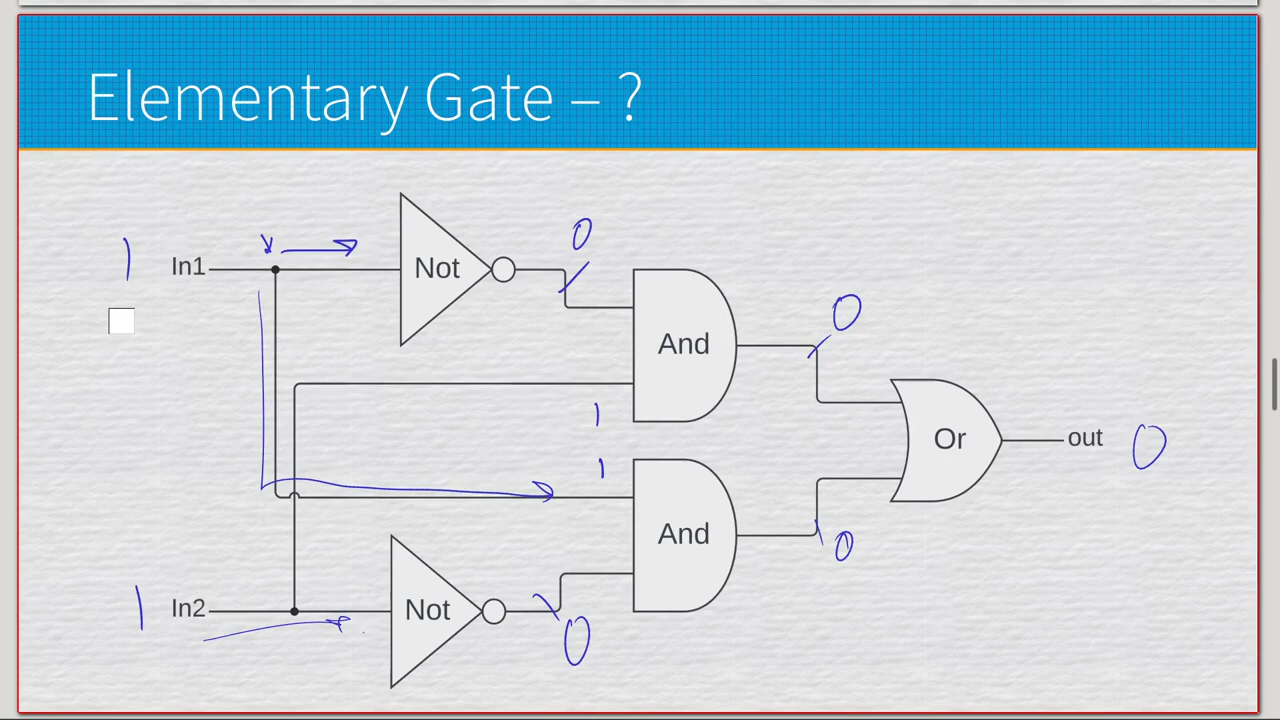 Elementary Gate – ?
0
1
In1
Not
0
And
1
Or
out
0
1
And
0
1
In2
Not
0